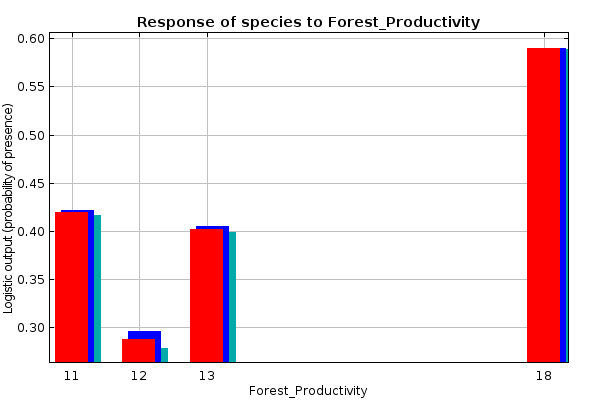 Response of species to Forest_Productivity
Logistic output (probability of presence)
0.60
0.55
0.50
0.45
0.40
0.35
0.30
11 12 13 18
Forest_Productivity